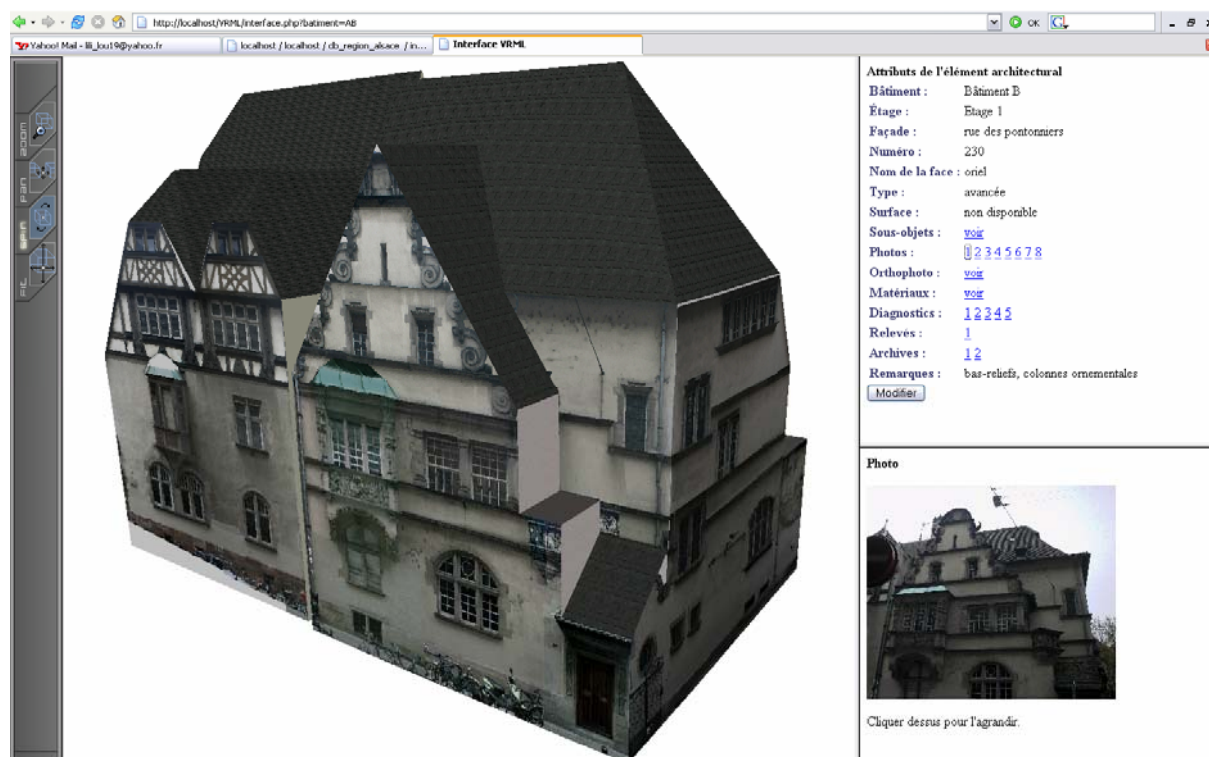 http://localhost/VRML/interface.php?batiment=AB
OK
Yahoo! Mail - lili_lou19@yahoo.fr
localhost / localhost / db_region_alsace / in...
Interface VRML
ZOOM
PAN
SPIN
FIT
Attributs de l'élément architectural
Bâtiment : Bâtiment B
Étage : Etage 1
Façade : rue des pontonniers
Numéro : 230
Nom de la face : oriel
Type : avancée
Surface : non disponible
Sous-objets : voir
Photos : 1 2 3 4 5 6 7 8
Orthophoto : voir
Matériaux : voir
Diagnostics : 1 2 3 4 5
Relevés : 1
Archives : 1 2
Remarques : bas-reliefs, colonnes ornementales
Modifier
Photo
Cliquer dessus pour l'agrandir.